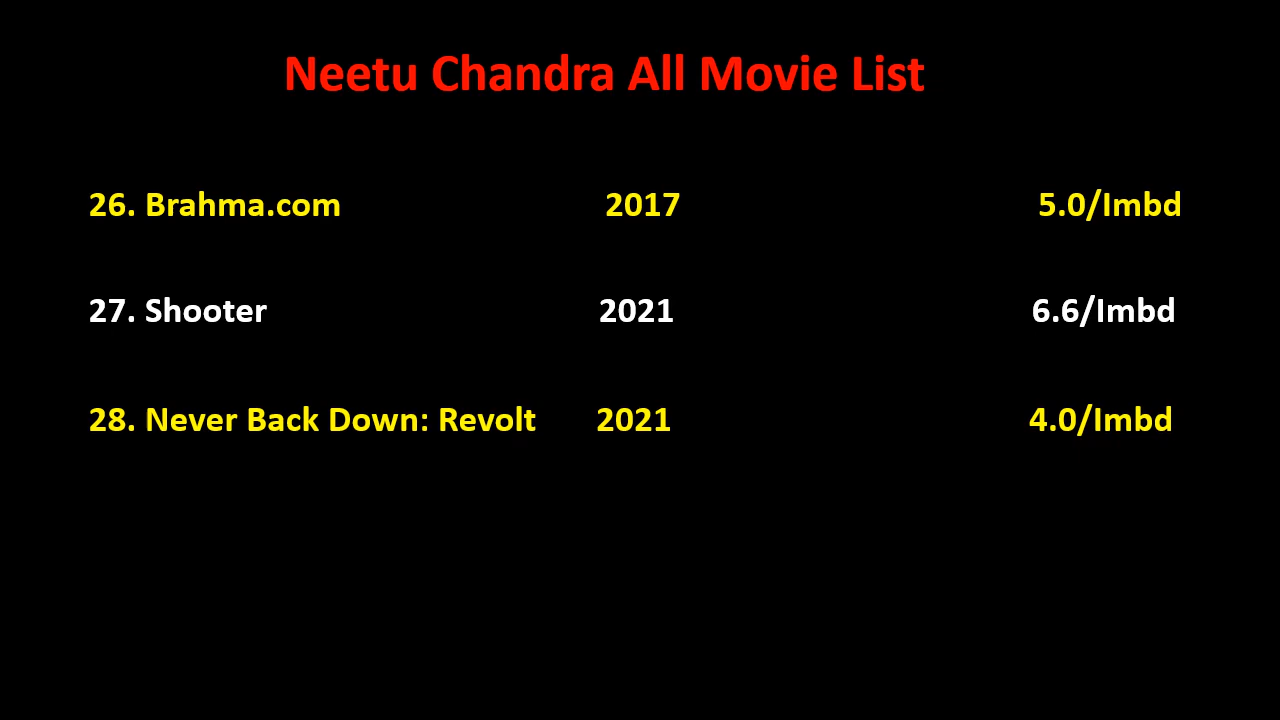 Neetu Chandra All Movie List
26. Brahma.com 2017 5.0/Imbd
27. Shooter 2021 6.6/Imbd
28. Never Back Down: Revolt 2021 4.0/Imbd